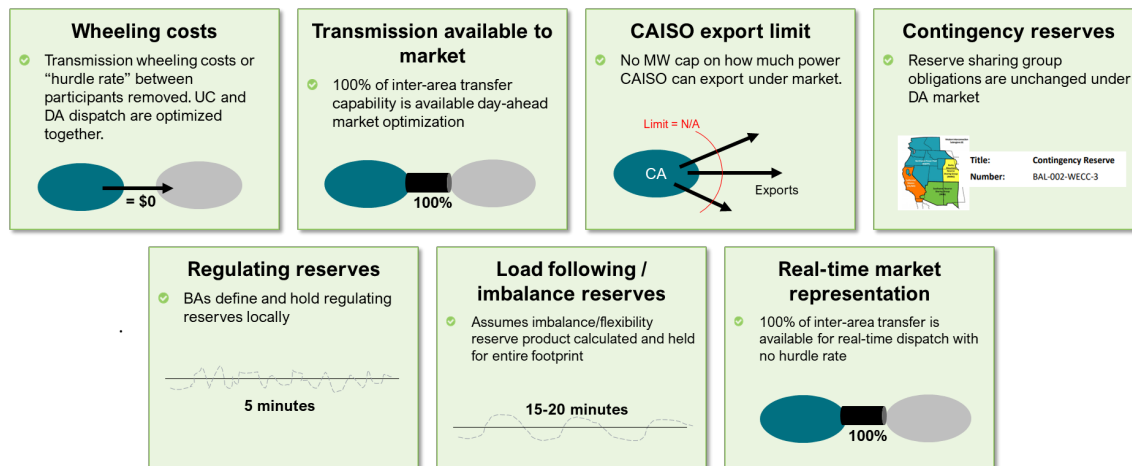 Wheeling costs
Transmission wheeling costs or
“hurdle rate” between
participants removed. UC and
DA dispatch are optimized
together.
= $0
Transmission available to
market
100% of inter-area transfer
capability is available day-ahead
market optimization
100%
CAISO export limit
No MW cap on how much power
CAISO can export under market.
Limit = N/A
CA
Exports
Contingency reserves
Reserve sharing group
obligations are unchanged under
DA market
Title: Contingency Reserve
Number: BAL-002-WECC-3
Regulating reserves
BAs define and hold regulating
reserves locally
5 minutes
Load following /
imbalance reserves
Assumes imbalance/flexibility
reserve product calculated and held
for entire footprint
15-20 minutes
Real-time market
representation
100% of inter-area transfer is
available for real-time dispatch with
no hurdle rate
100%